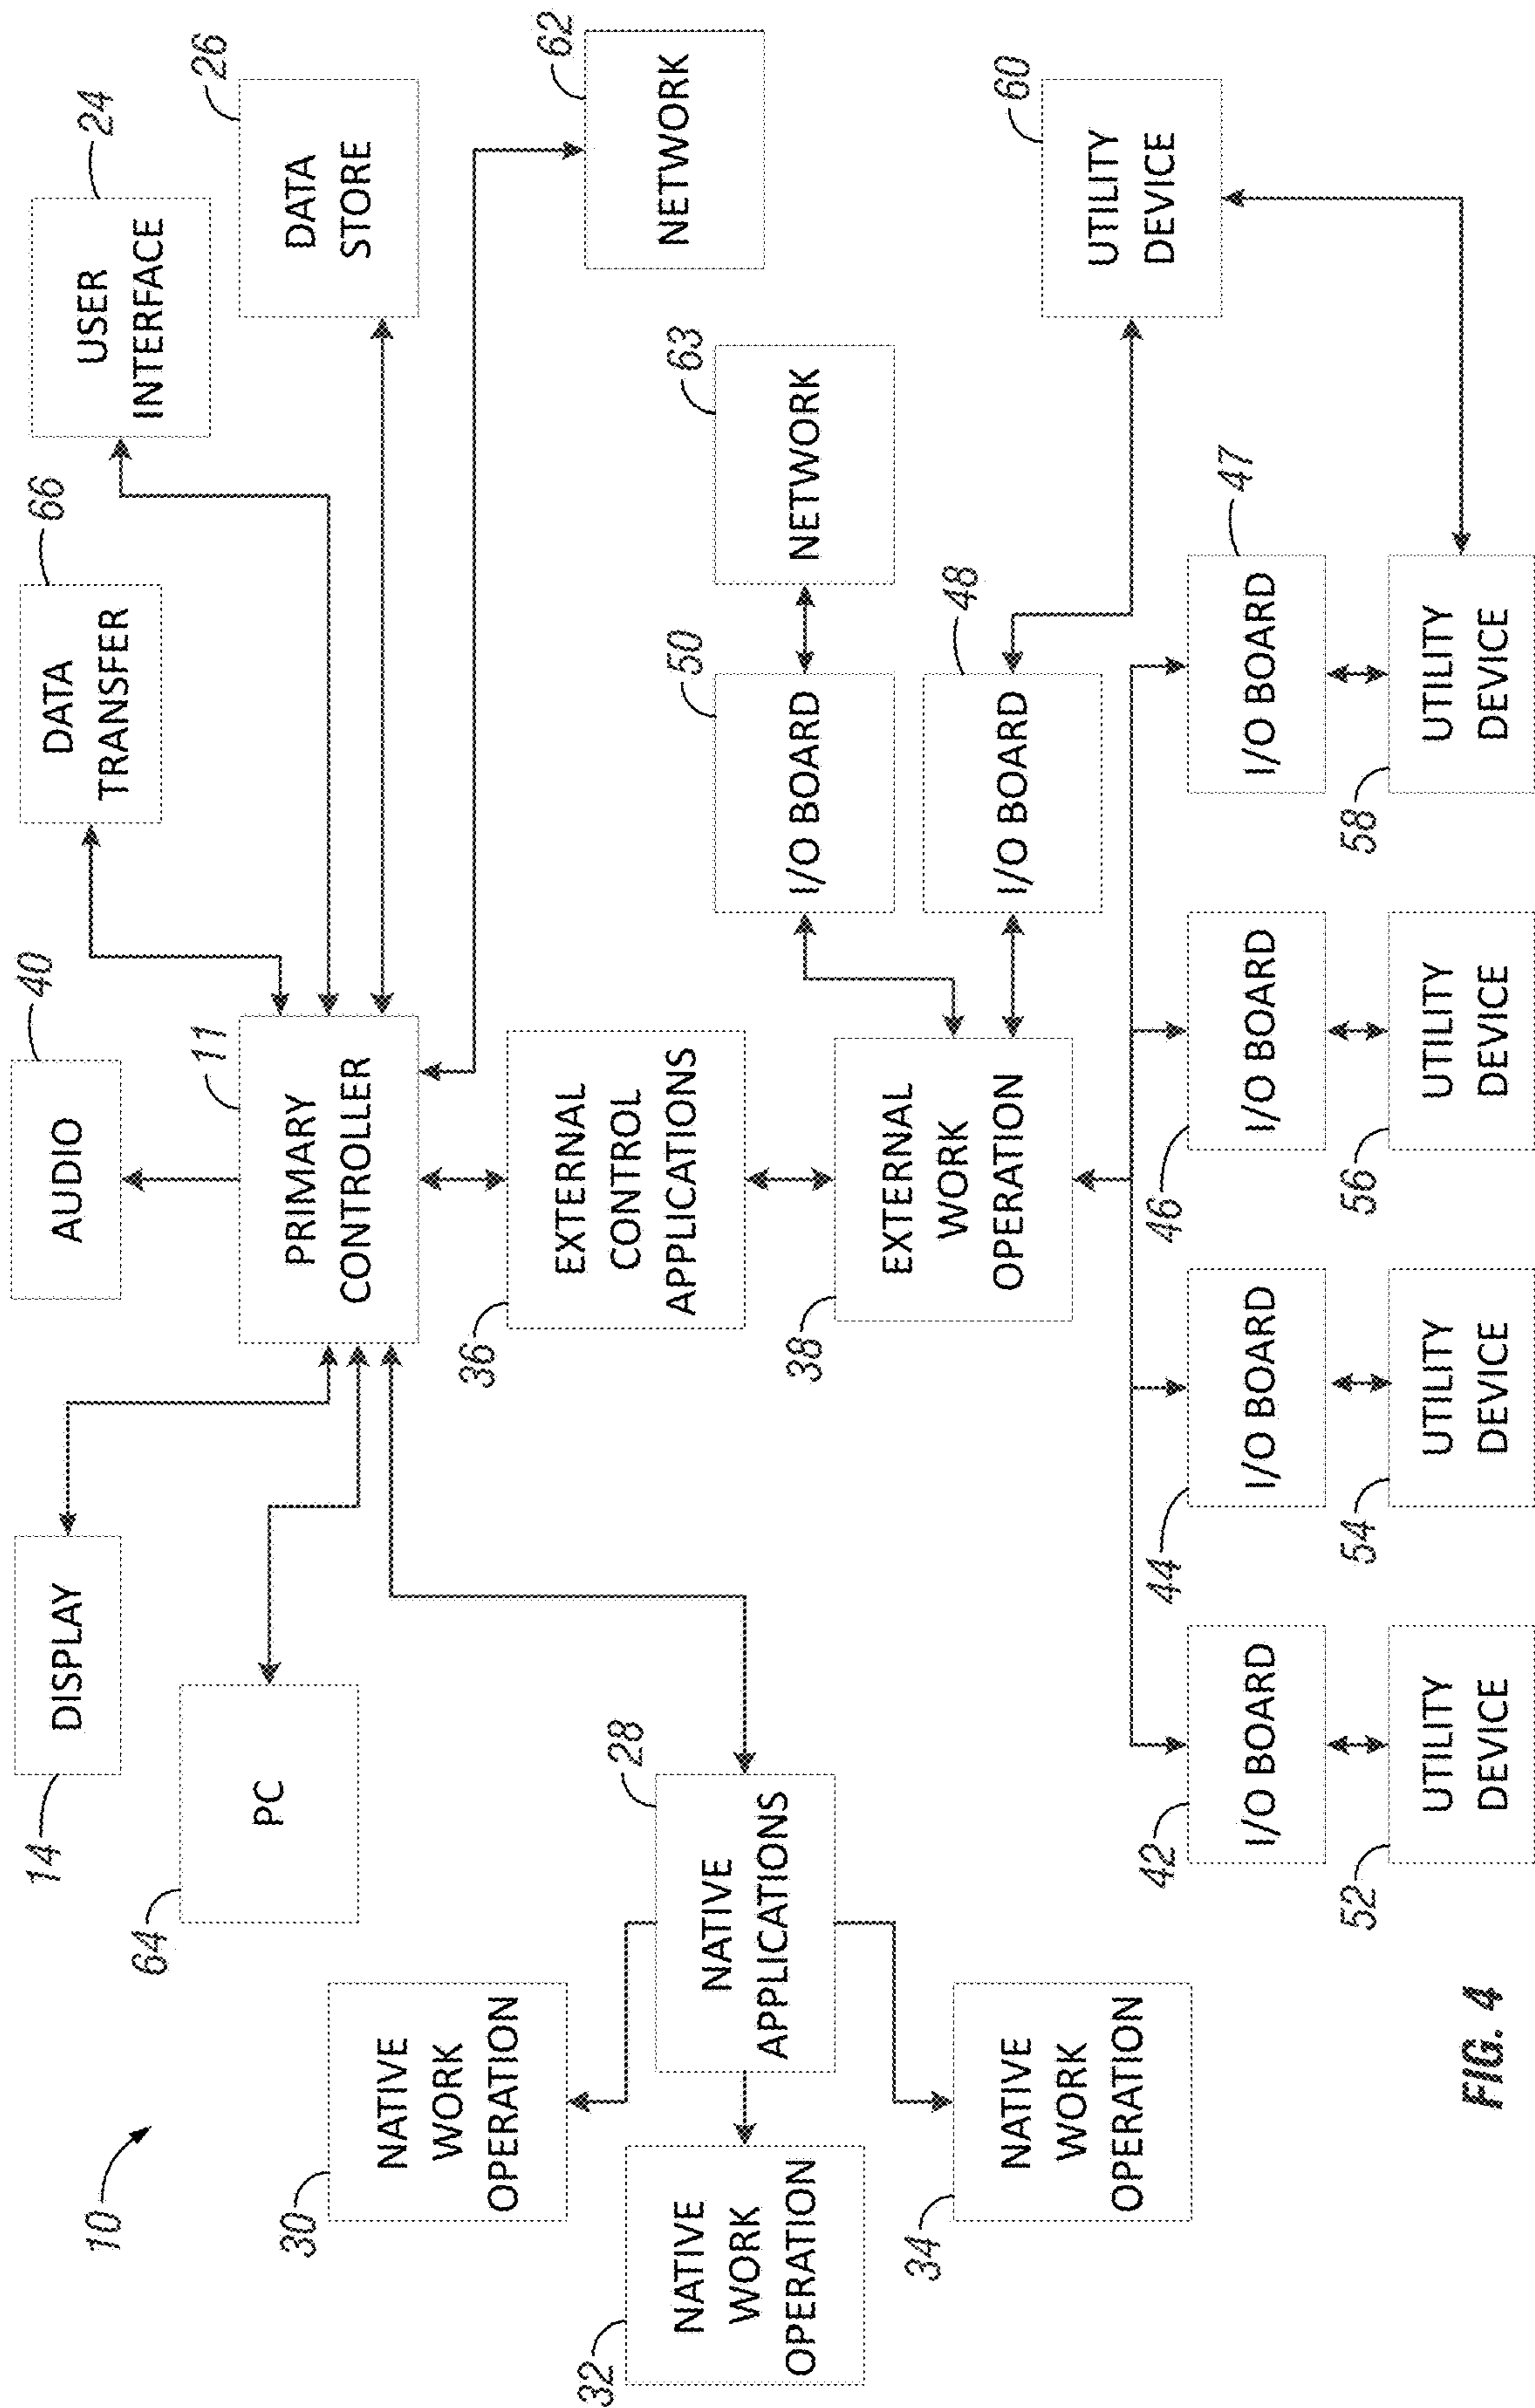 10
14
DISPLAY
40
AUDIO
66
DATA
TRANSFER
24
USER
INTERFACE
64
PC
11
PRIMARY
CONTROLLER
26
DATA
STORE
30
NATIVE
WORK
OPERATION
32
NATIVE
WORK
OPERATION
28
NATIVE
APPLICATIONS
34
NATIVE
WORK
OPERATION
36
EXTERNAL
CONTROL
APPLICATIONS
62
NETWORK
38
EXTERNAL
WORK
OPERATION
50
I/O BOARD
63
NETWORK
48
I/O BOARD
60
UTILITY
DEVICE
42
I/O BOARD
44
I/O BOARD
46
I/O BOARD
47
I/O BOARD
52
UTILITY
DEVICE
54
UTILITY
DEVICE
56
UTILITY
DEVICE
58
UTILITY
DEVICE
FIG. 4